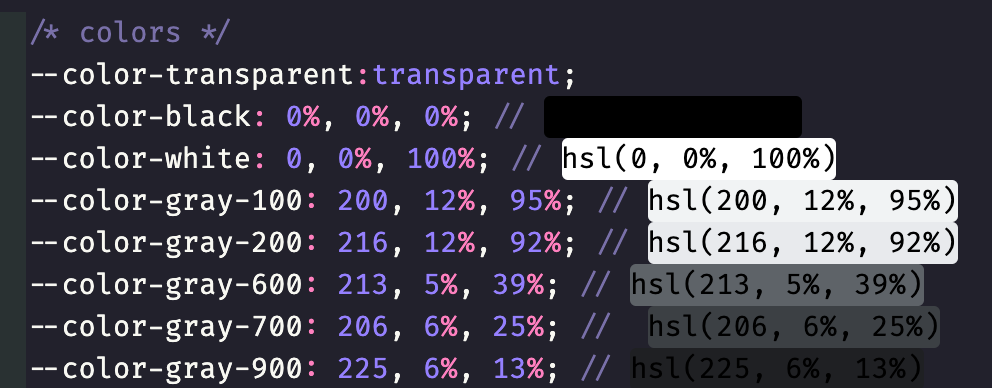 /* colors */
--color-transparent:transparent;
--color-black: 0%, 0%, 0%; //
--color-white: 0, 0%, 100%; // hsl(0, 0%, 100%)
--color-gray-100: 200, 12%, 95%; // hsl(200, 12%, 95%)
--color-gray-200: 216, 12%, 92%; // hsl(216, 12%, 92%)
--color-gray-600: 213, 5%, 39%; // hsl(213, 5%, 39%)
--color-gray-700: 206, 6%, 25%; // hsl(206, 6%, 25%)
--color-gray-900: 225, 6%, 13%; // hsl(225, 6%, 13%)